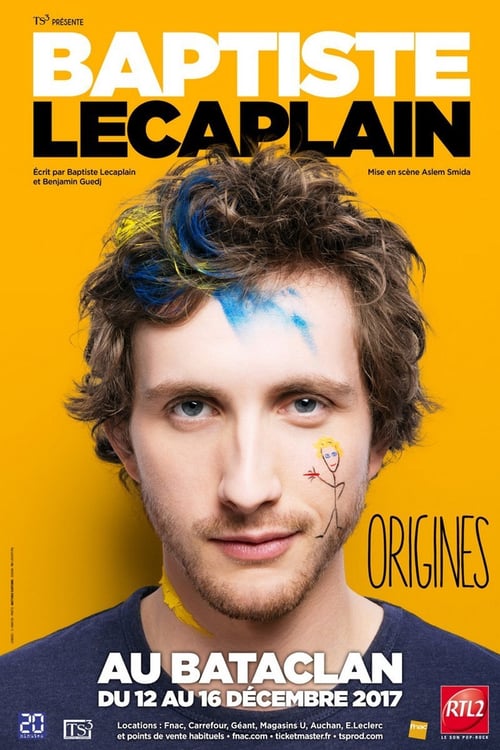 TS3 PRÉSENTE
BAPTISTE
LECAPLAIN
Écrit par Baptiste Lecaplain
et Benjamin Guedj
Mise en scène Aslem Smida
ORIGINES
AU BATACLAN
DU 12 AU 16 DÉCEMBRE 2017
20
minutes
TS3
Locations : Fnac, Carrefour, Géant, Magasins U, Auchan, E.Leclerc
et points de vente habituels • fnac.com • ticketmaster.fr • tsprod.com
fnac
RTL2
LE SON POP-ROCK